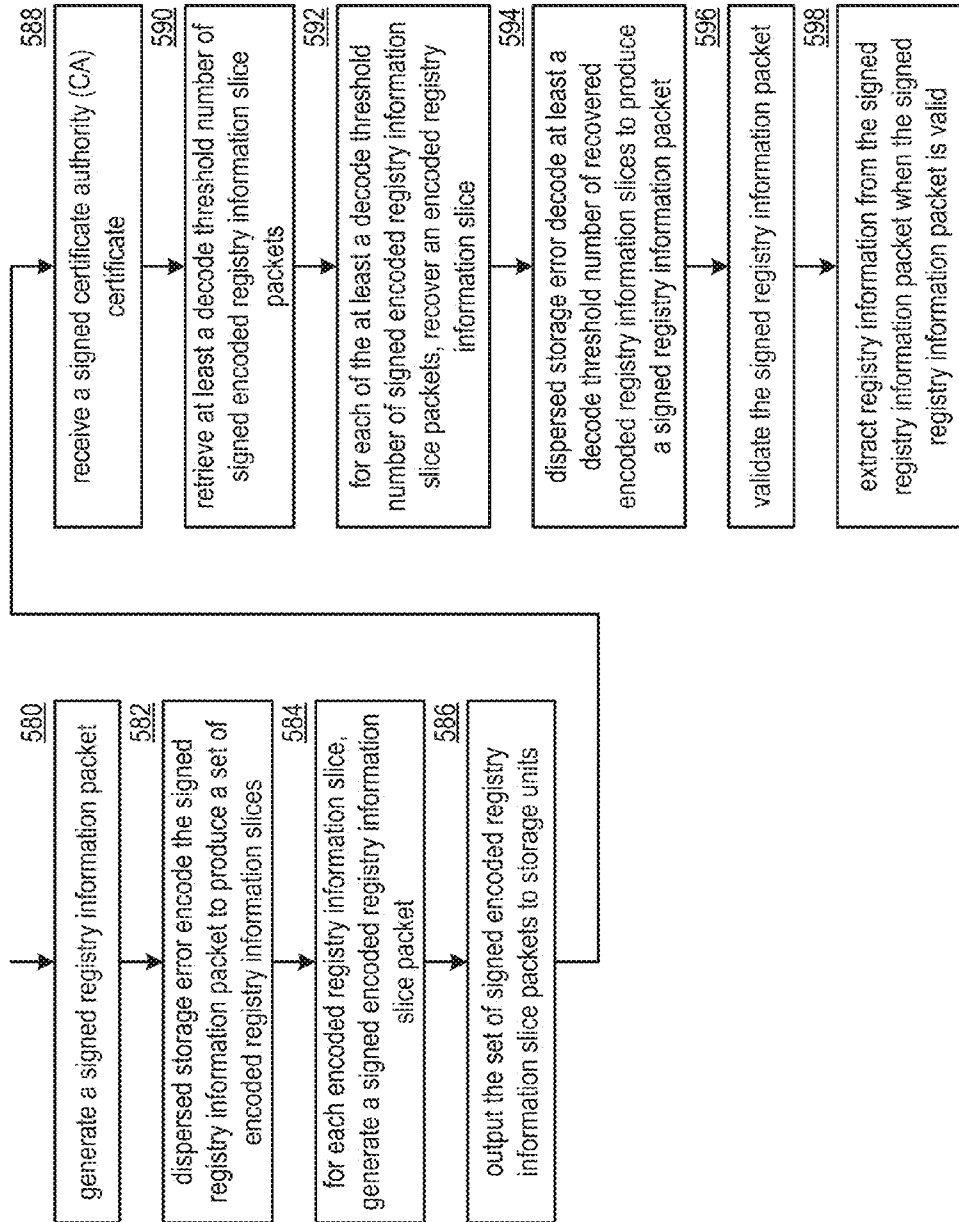 580
generate a signed registry information packet
582
dispersed storage error encode the signed
registry information packet to produce a set of
encoded registry information slices
584
for each encoded registry information slice,
generate a signed encoded registry information
slice packet
586
output the set of signed encoded registry
information slice packets to storage units
588
receive a signed certificate authority (CA)
certificate
590
retrieve at least a decode threshold number of
signed encoded registry information slice
packets
592
for each of the at least a decode threshold
number of signed encoded registry information
slice packets, recover an encoded registry
information slice
594
dispersed storage error decode at least a
decode threshold number of recovered
encoded registry information slices to produce
a signed registry information packet
596
validate the signed registry information packet
598
extract registry information from the signed
registry information packet when the signed
registry information packet is valid